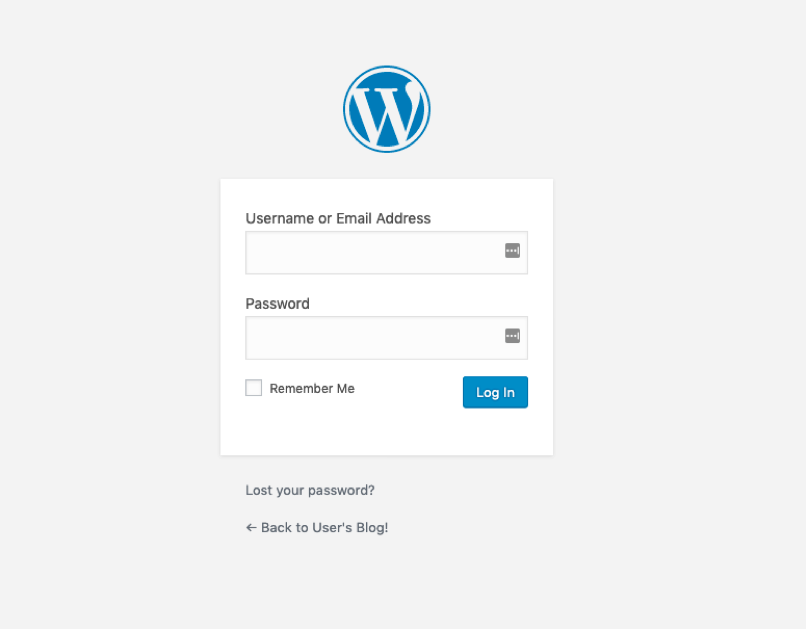 Username or Email Address
Password
Remember Me
Log In
Lost your password?
← Back to User's Blog!